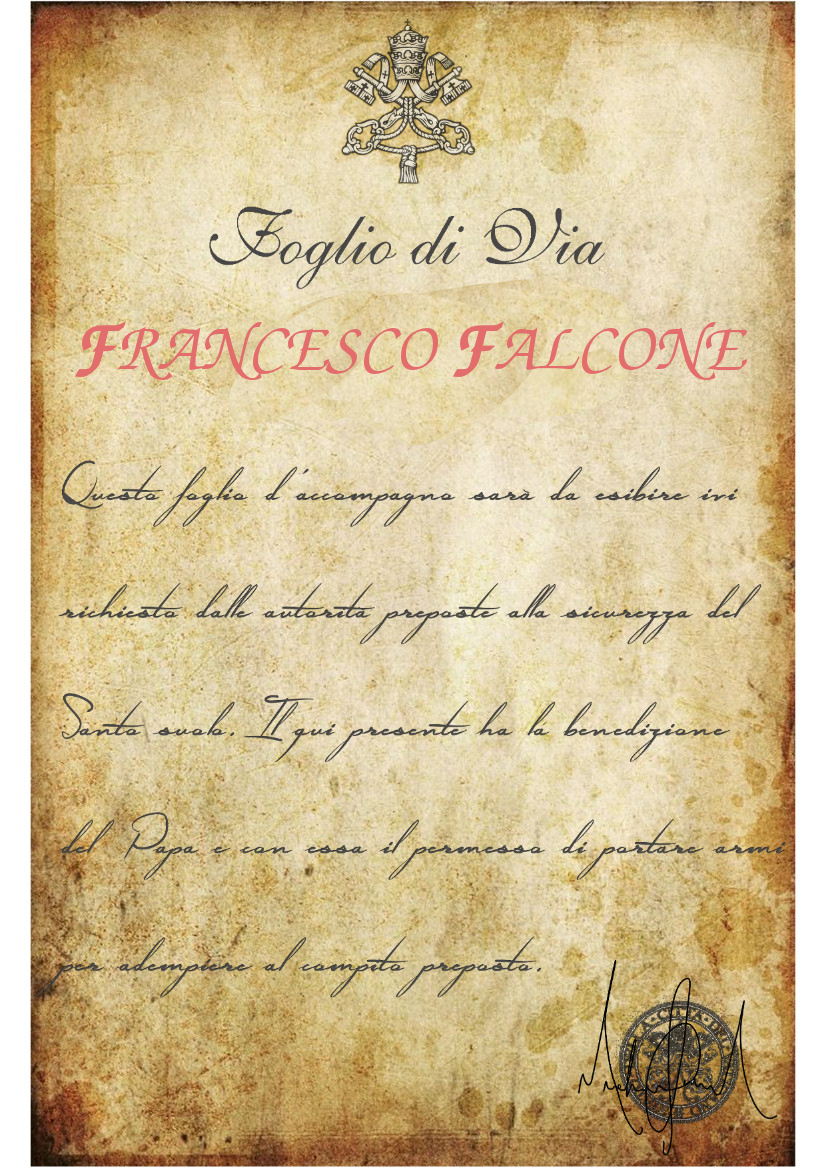 Foglio di Via
FRANCESCO FALCONE
Questo foglio d'accompagno sarà da esibire ivi
richiesto dalle autorità preposte alla sicurezza del
Santo suolo. Il qui presente ha la benedizione
del Papa e con essa il permesso di portare armi
per adempiere al compito preposto.